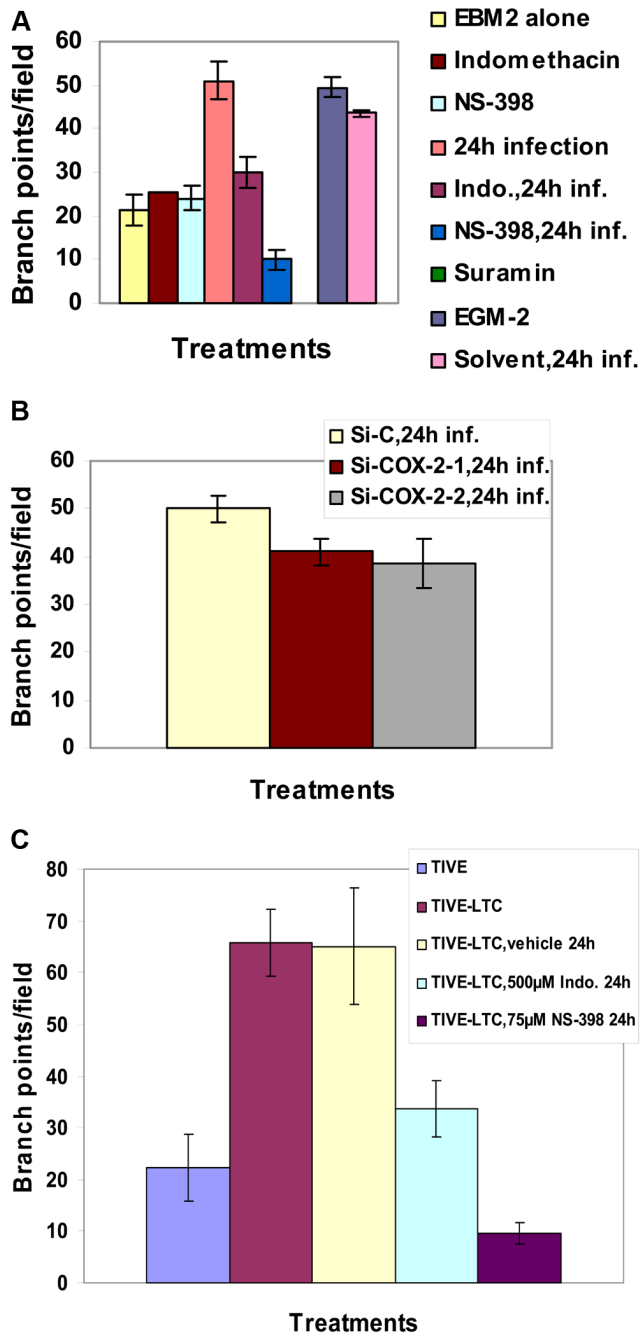 A
Branch points/field
60
50
40
30
20
10
0
Treatments
EBM2 alone
Indomethacin
NS-398
24h infection
Indo.,24h inf.
NS-398,24h inf.
Suramin
EGM-2
Solvent,24h inf.
B
Si-C,24h inf.
Si-COX-2-1,24h inf.
Si-COX-2-2,24h inf.
Branch points/field
60
50
40
30
20
10
0
Treatments
C
TIVE
TIVE-LTC
TIVE-LTC,vehicle 24h
TIVE-LTC,500µM Indo. 24h
TIVE-LTC,75µM NS-398 24h
Branch points/field
80
70
60
50
40
30
20
10
0
Treatments